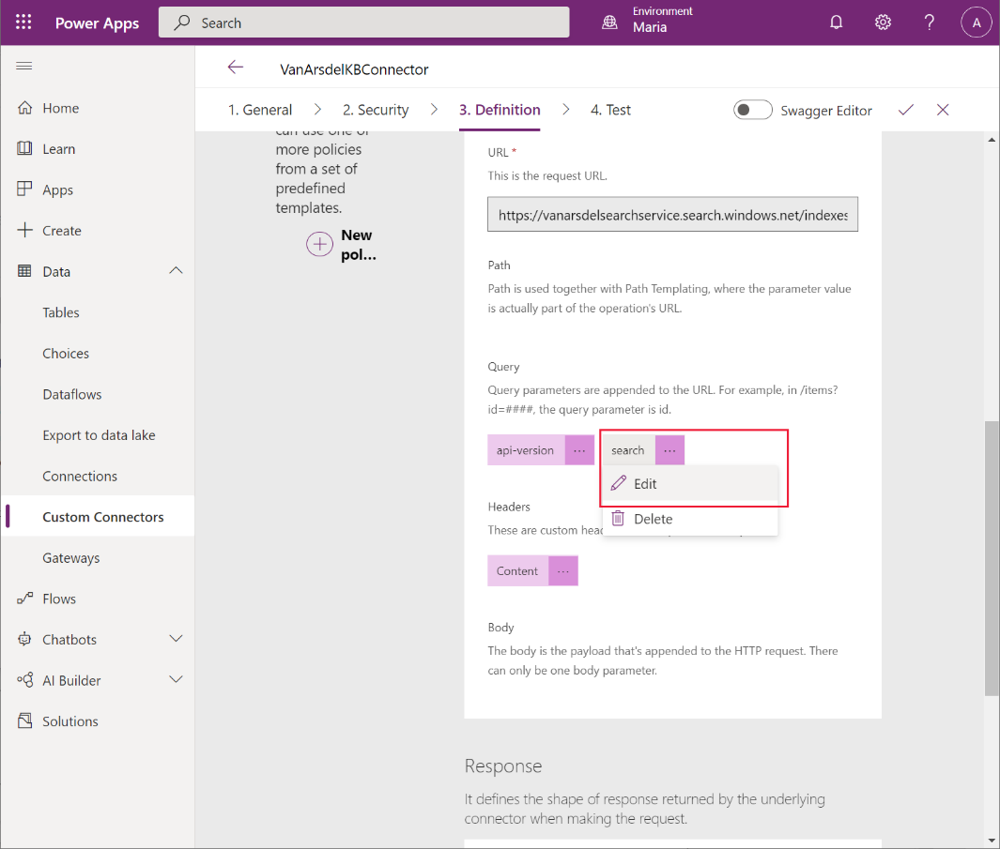 Power Apps
Search
Environment
Maria
?
A
VanArsdelKBConnector
1. General
2. Security
3. Definition
4. Test
Swagger Editor
Home
Learn
Apps
Create
Data
Tables
Choices
Dataflows
Export to data lake
Connections
Custom Connectors
Gateways
Flows
Chatbots
AI Builder
Solutions
can use one or
more policies
from a set of
predefined
templates.
New
pol...
URL *
This is the request URL.
https://vanarsdelsearchservice.search.windows.net/indexes
Path
Path is used together with Path Templating, where the parameter value
is actually part of the operation's URL.
Query
Query parameters are appended to the URL. For example, in /items?
id=####, the query parameter is id.
api-version ...
search ...
Edit
Delete
Headers
These are custom
Content ...
Body
The body is the payload that's appended to the HTTP request. There
can only be one body parameter.
Response
It defines the shape of response returned by the underlying
connector when making the request.